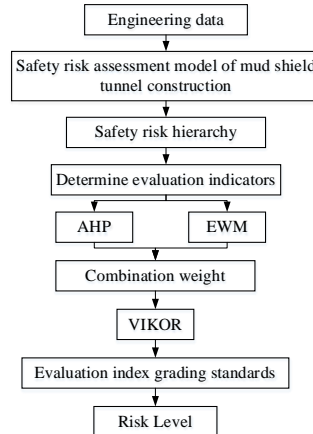 Engineering data
Safety risk assessment model of mud shield
tunnel construction
Safety risk hierarchy
Determine evaluation indicators
AHP
EWM
Combination weight
VIKOR
Evaluation index grading standards
Risk Level